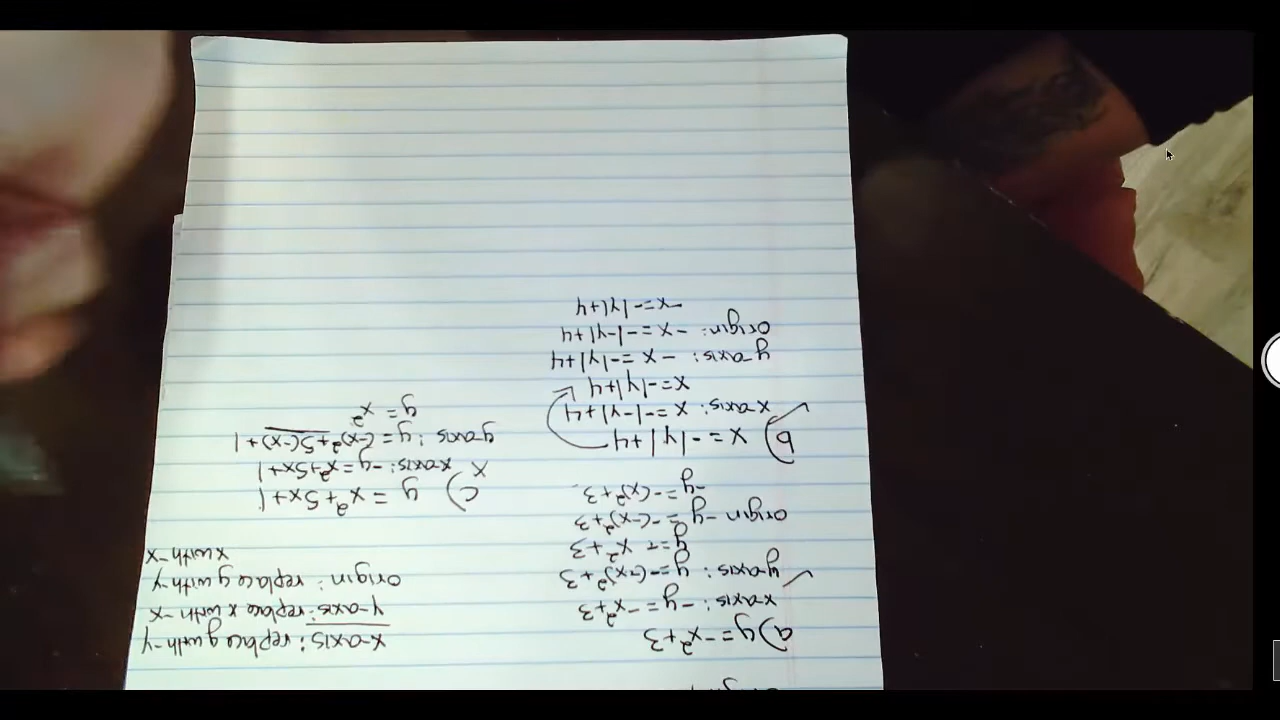 a) y = -x²+3
x axis: -y = -x²+3
y axis: y = -(-x)²+3
y = - x²+3
origin -y = -(-x)²+3
-y = -(x)²+3
b) x = -|y|+4
x axis: x = -|-y|+4
x = -|y|+4
y-axis: -x = -|y|+4
origin: -x = -|-y|+4
-x = -|y|+4
x-axis: replace y with -y
y-axis: replace x with -x
origin: replace y with -y
x with -x
c) y = x²+5x+1
x x axis: -y = x²+5x+1
y axis: y = (-x)²+5(-x)+1
y = x²